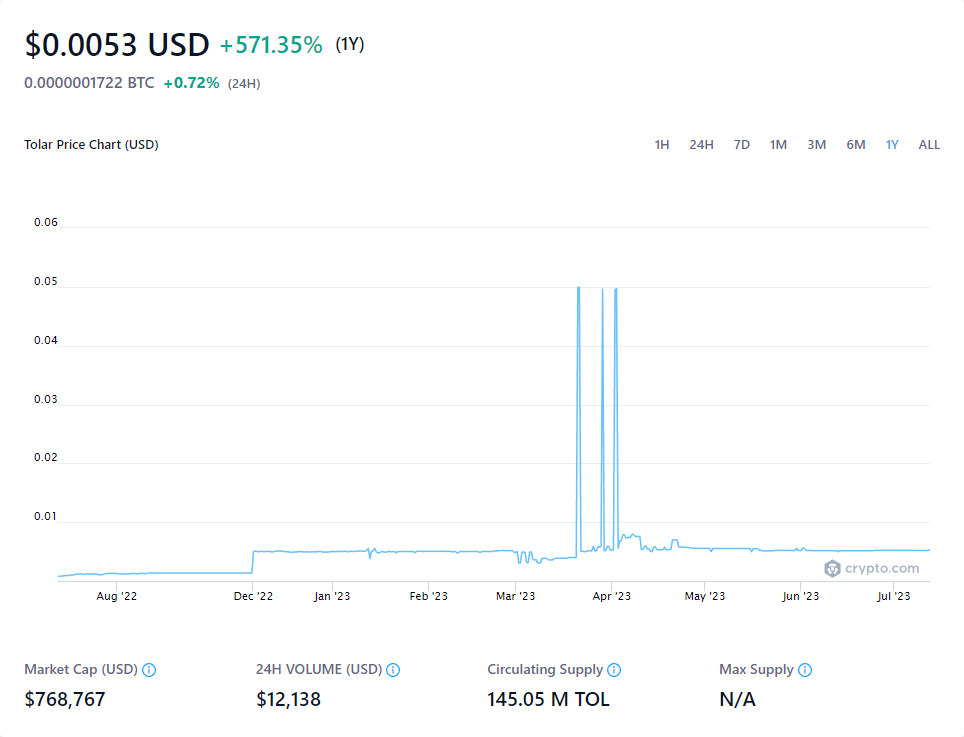 $0.0053 USD +571.35% (1Y)
0.0000001722 BTC +0.72% (24H)
Tolar Price Chart (USD) 1H 24H 7D 1M 3M 6M 1Y ALL
0.06
0.05
0.04
0.03
0.02
0.01
crypto.com
Aug '22 Dec '22 Jan '23 Feb '23 Mar '23 Apr '23 May '23 Jun '23 Jul '23
Market Cap (USD) 24H VOLUME (USD) Circulating Supply Max Supply
$768,767 $12,138 145.05 M TOL N/A